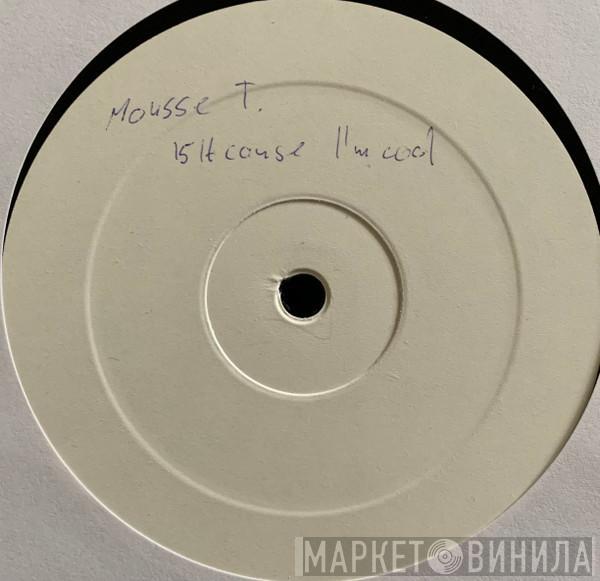 Mousse T.
is it cause I'm cool
МАРКЕТ ВИНИЛА